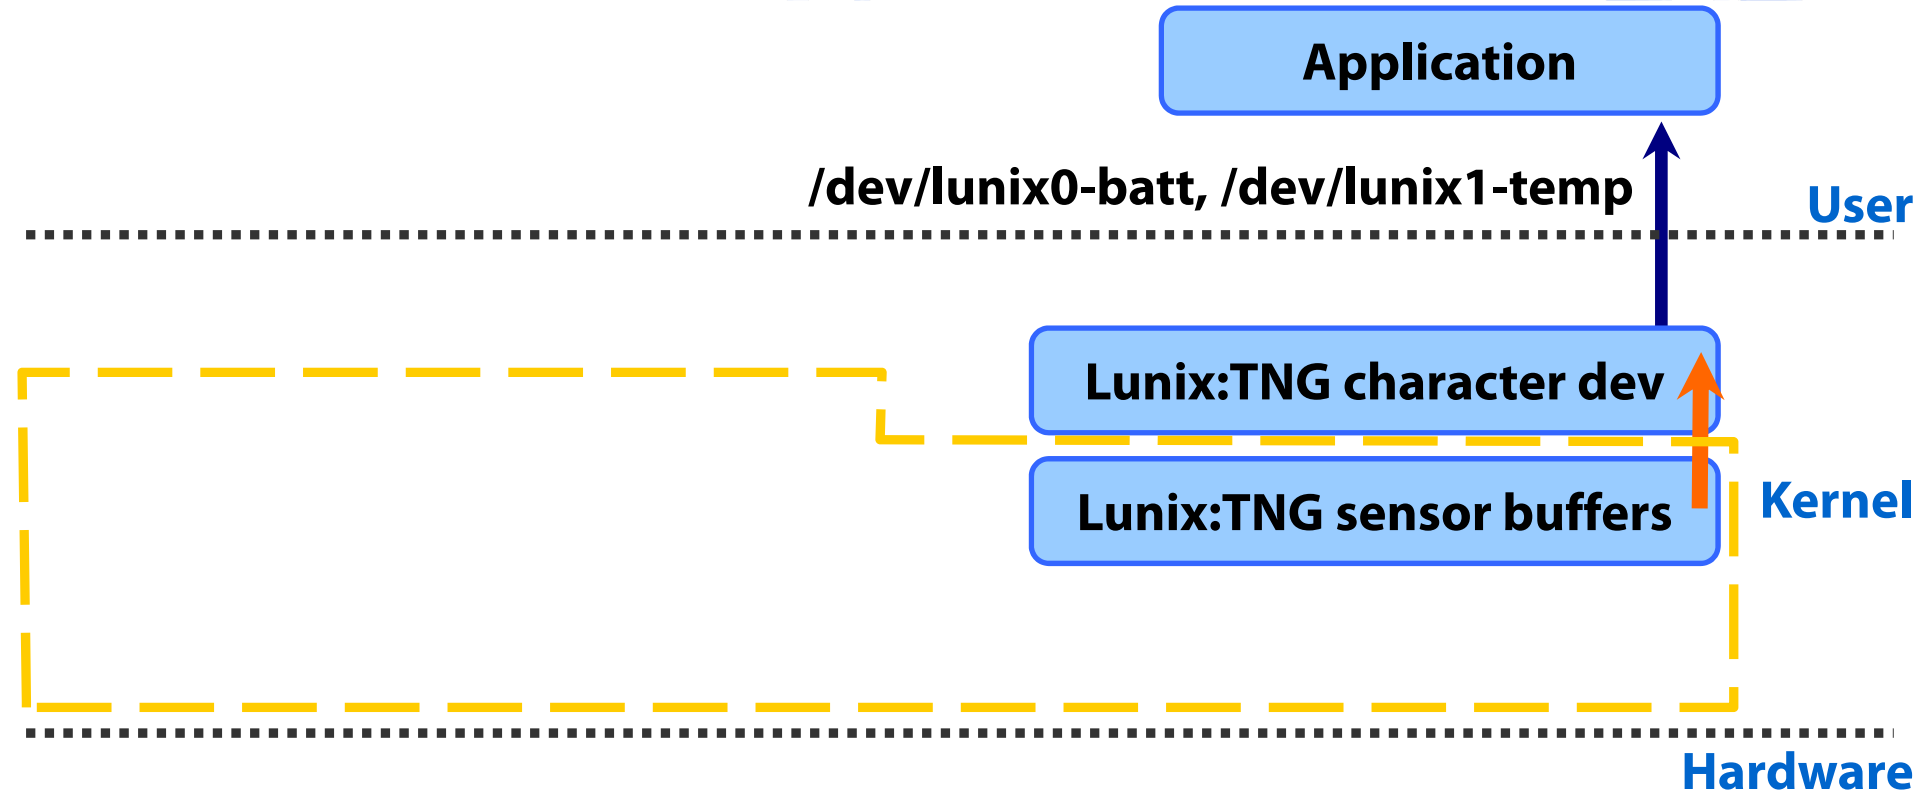 Application
/dev/lunix0-batt, /dev/lunix1-temp
User
Lunix:TNG character dev
Lunix:TNG sensor buffers
Kernel
Hardware